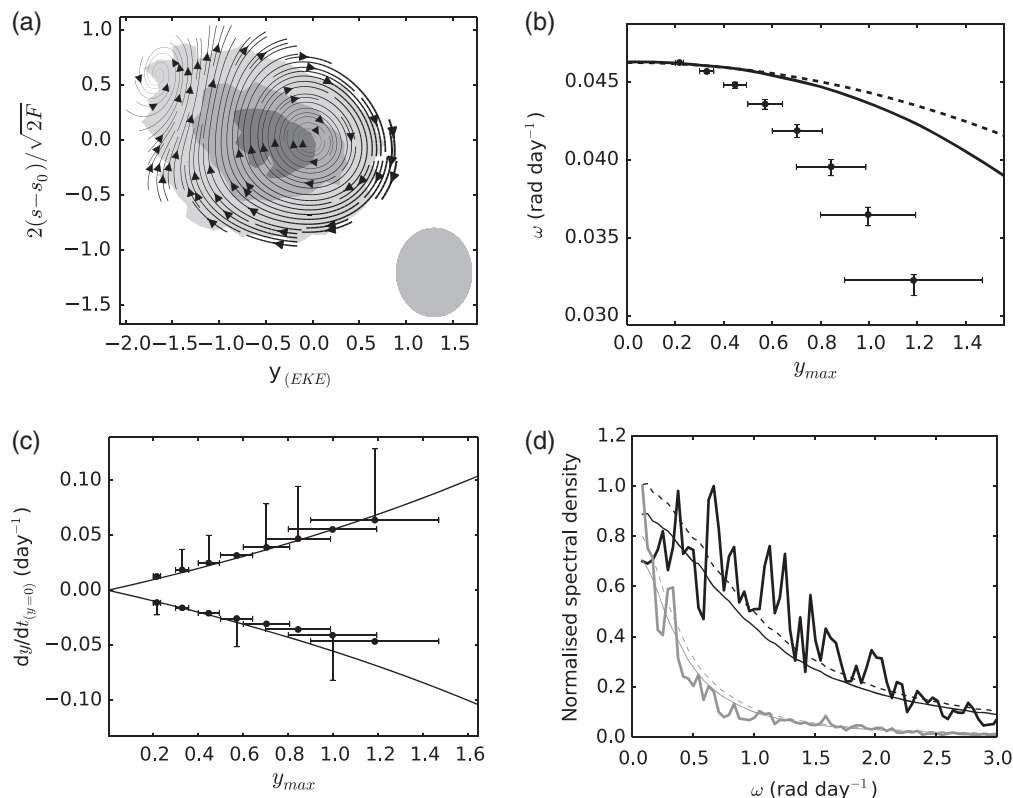 (a)
1.0
0.5
0.0
−0.5
−1.0
−1.5
2(s−s₀)/√2F
−2.0 −1.5 −1.0 −0.5 0.0 0.5 1.0 1.5
y(EKE)
(b)
0.045
0.040
0.035
0.030
ω (rad day⁻¹)
0.0 0.2 0.4 0.6 0.8 1.0 1.2 1.4
ymax
(c)
0.10
0.05
0.00
−0.05
−0.10
dy/dt(y=0) (day⁻¹)
0.2 0.4 0.6 0.8 1.0 1.2 1.4 1.6
ymax
(d)
1.2
1.0
0.8
0.6
0.4
0.2
0.0
Normalised spectral density
0.0 0.5 1.0 1.5 2.0 2.5 3.0
ω (rad day⁻¹)